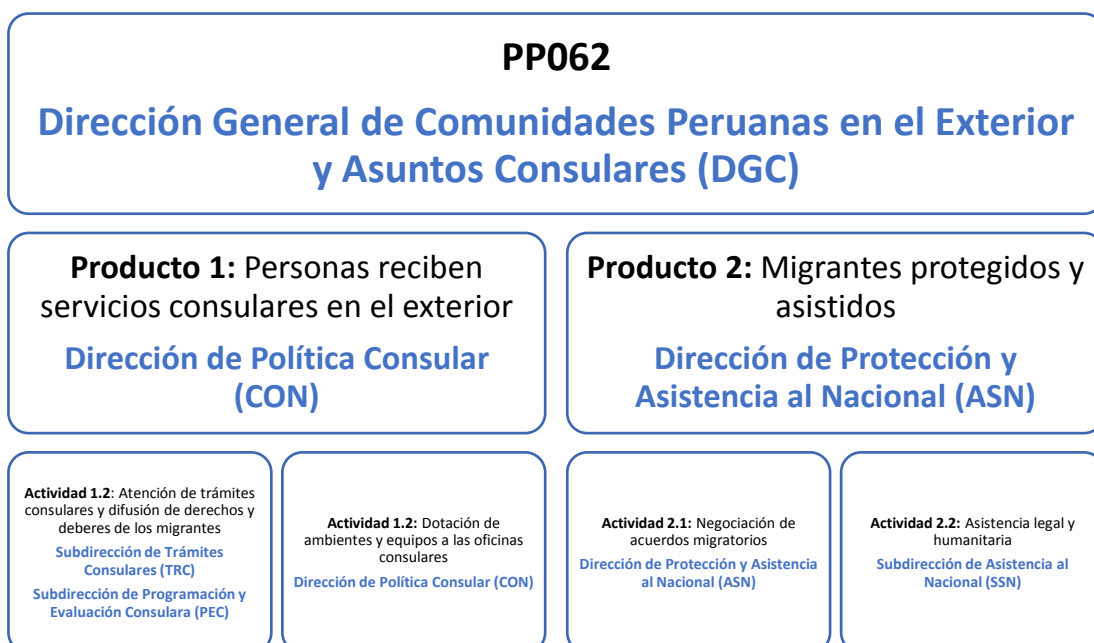 PP062
Dirección General de Comunidades Peruanas en el Exterior
y Asuntos Consulares (DGC)
Producto 1: Personas reciben
servicios consulares en el exterior
Dirección de Política Consular
(CON)
Producto 2: Migrantes protegidos y
asistidos
Dirección de Protección y
Asistencia al Nacional (ASN)
Actividad 1.2: Atención de trámites
consulares y difusión de derechos y
deberes de los migrantes
Subdirección de Trámites
Consulares (TRC)
Subdirección de Programación y
Evaluación Consulara (PEC)
Actividad 1.2: Dotación de
ambientes y equipos a las oficinas
consulares
Dirección de Política Consular (CON)
Actividad 2.1: Negociación de
acuerdos migratorios
Dirección de Protección y Asistencia
al Nacional (ASN)
Actividad 2.2: Asistencia legal y
humanitaria
Subdirección de Asistencia al
Nacional (SSN)